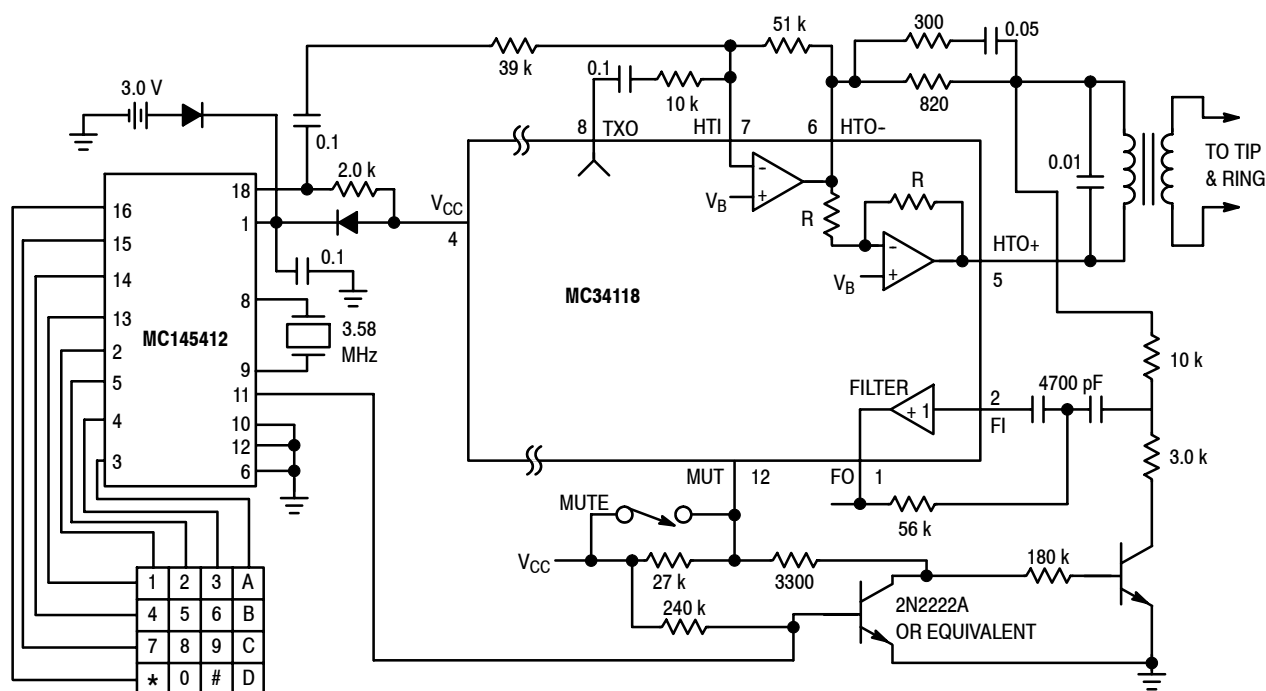 51 k
300
0.05
39 k
0.1
10 k
820
3.0 V
0.1
8
TXO
HTI
7
6
HTO-
0.01
TO TIP
& RING
2.0 k
18
1
VCC
4
-
+
VB
R
R
-
+
VB
HTO+
5
16
15
14
13
2
5
4
3
0.1
8
9
11
10
12
6
MC145412
3.58
MHz
MC34118
FILTER
+ 1
2
FI
4700 pF
10 k
3.0 k
MUT
12
FO
1
56 k
MUTE
VCC
27 k
3300
240 k
180 k
2N2222A
OR EQUIVALENT
1 2 3 A
4 5 6 B
7 8 9 C
* 0 # D